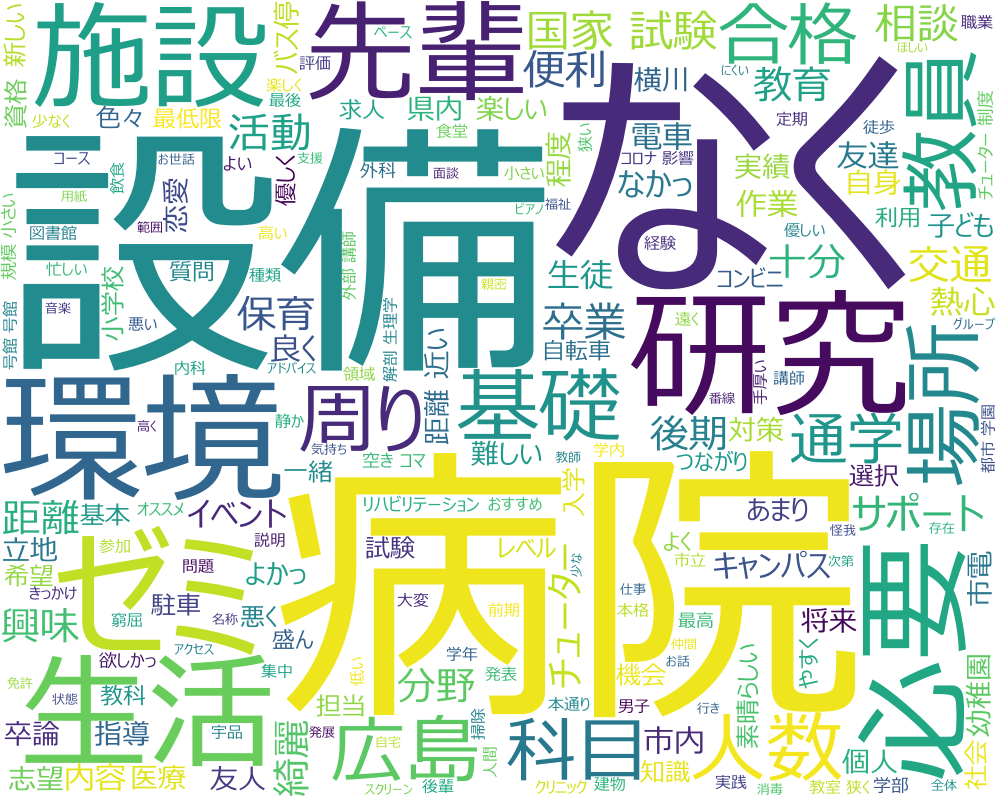 施設
先輩
ペース
評価
国家 試験
便利
合格
相談
職業
ほしい
新しい
資格
バス停
楽しく
最後
少なく
色々
最低限
活動
求人
県内
楽しい
食堂
横川
にくい
教育
定期
教員
制度
チューター
設備
なく
コース
お世話
よい
支援
優しく
恋愛
飲食
用紙
範囲
外科
面談
小さい
ピアノ
福祉
狭い
程度
電車
コロナ 影響
なかっ
実績
作業
友達
自身
徒歩
利用
子ども
優しい
経験
規模 小さい
図書館
高い
忙しい
質問
種類
小学校
音楽
悪い
号館 号館
保育
良く
外部 講師
親密
生理学
解剖
生徒
コンビニ
十分
交通
熱心
卒業
自転車
遠く
グループ
内科
アドバイス
領域
近い
研究
講師
手厚い
番線
場所
環境
高く
静か
周り
気持ち
距離
基礎
難しい
教師
学内
後期
対策
つながり
通学
選択
都市 学園
一緒
空き コマ
距離
基本
オススメ
イベント
説明
リハビリテーション
おすすめ
入学
病院
あまり
怪我
サポート
存在
立地
参加
希望
問題
よかっ
試験
レベル
少な
チューター
よく
市立
キャンパス
次第
必要
市電
ゼミ
きっかけ
興味
窮屈
名称
駐車
悪く
大変
前期
仕事
本格
最高
仲間
将来
アクセス
盛ん
欲しかっ
集中
学年
低い
発表
分野
機会
お話
素晴らしい
やすく
幼稚園
免許
状態
教科
生活
担当
本通り
男子
行き
卒論
指導
宇品
綺麗
発展
広島
自宅
掃除
人間
科目
市内
人数
個人
社会
志望
内容
医療
友人
スクリーン
後輩
クリニック
建物
知識
実践
消毒
教室
狭く
学部
全体